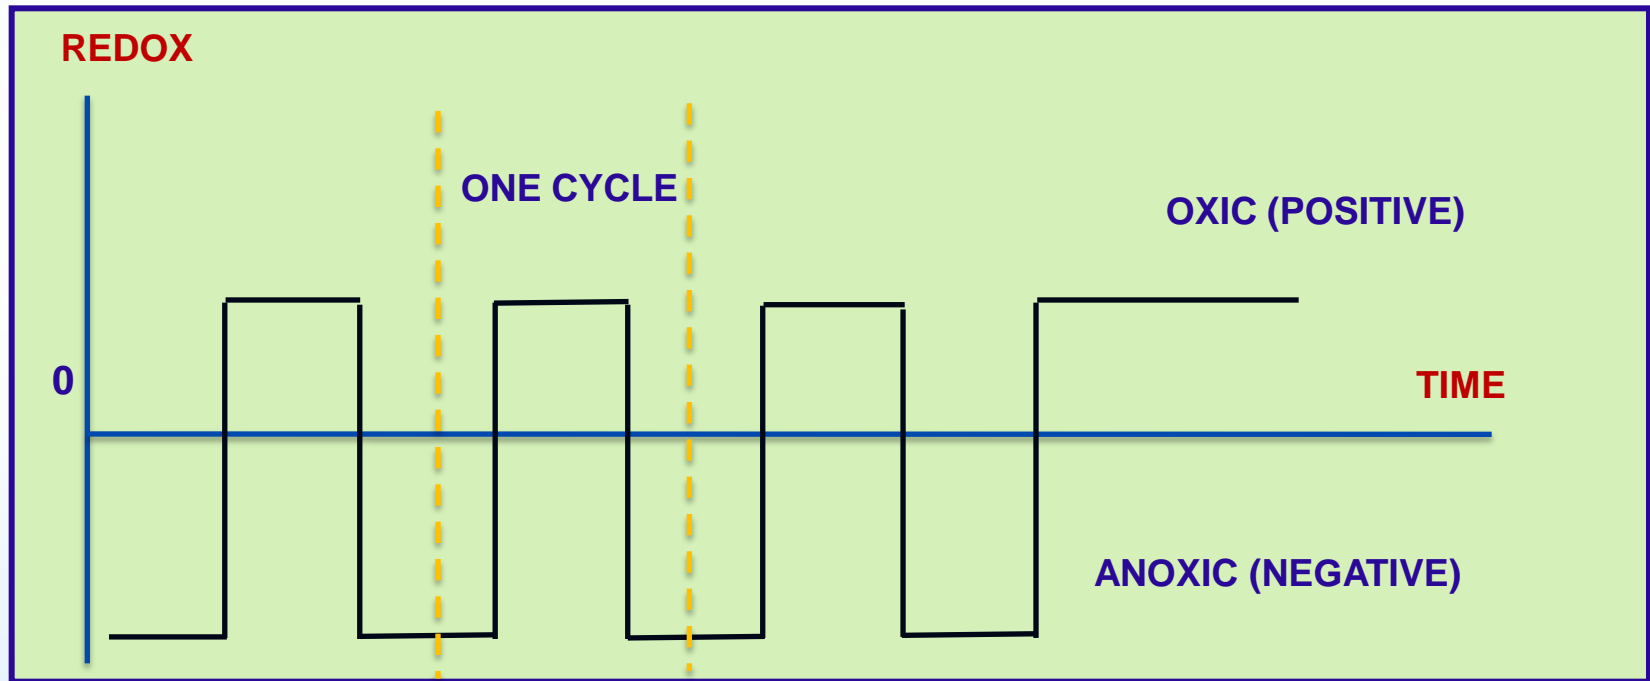 REDOX
ONE CYCLE
OXIC (POSITIVE)
0
TIME
ANOXIC (NEGATIVE)